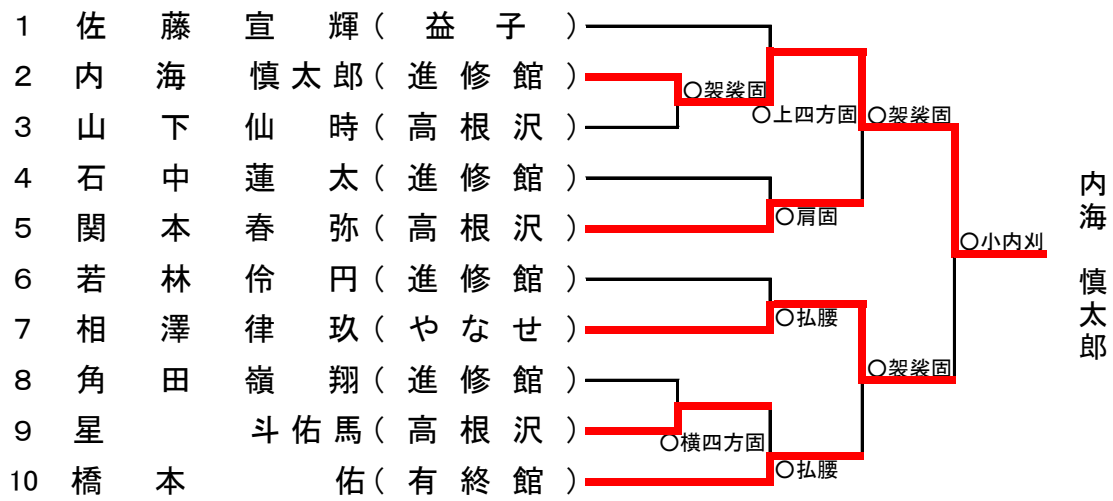 1 佐藤宣輝(益子)
2 内海慎太郎(進修館)
3 山下仙時(高根沢)
4 石中蓮太(進修館)
5 関本春弥(高根沢)
6 若林伶円(進修館)
7 相澤律玖(やなせ)
8 角田嶺翔(進修館)
9 星斗佑馬(高根沢)
10 橋本佑(有終館)
○袈裟固
○上四方固
○袈裟固
○肩固
○小内刈
○払腰
○袈裟固
○横四方固
○払腰
内海 慎太郎